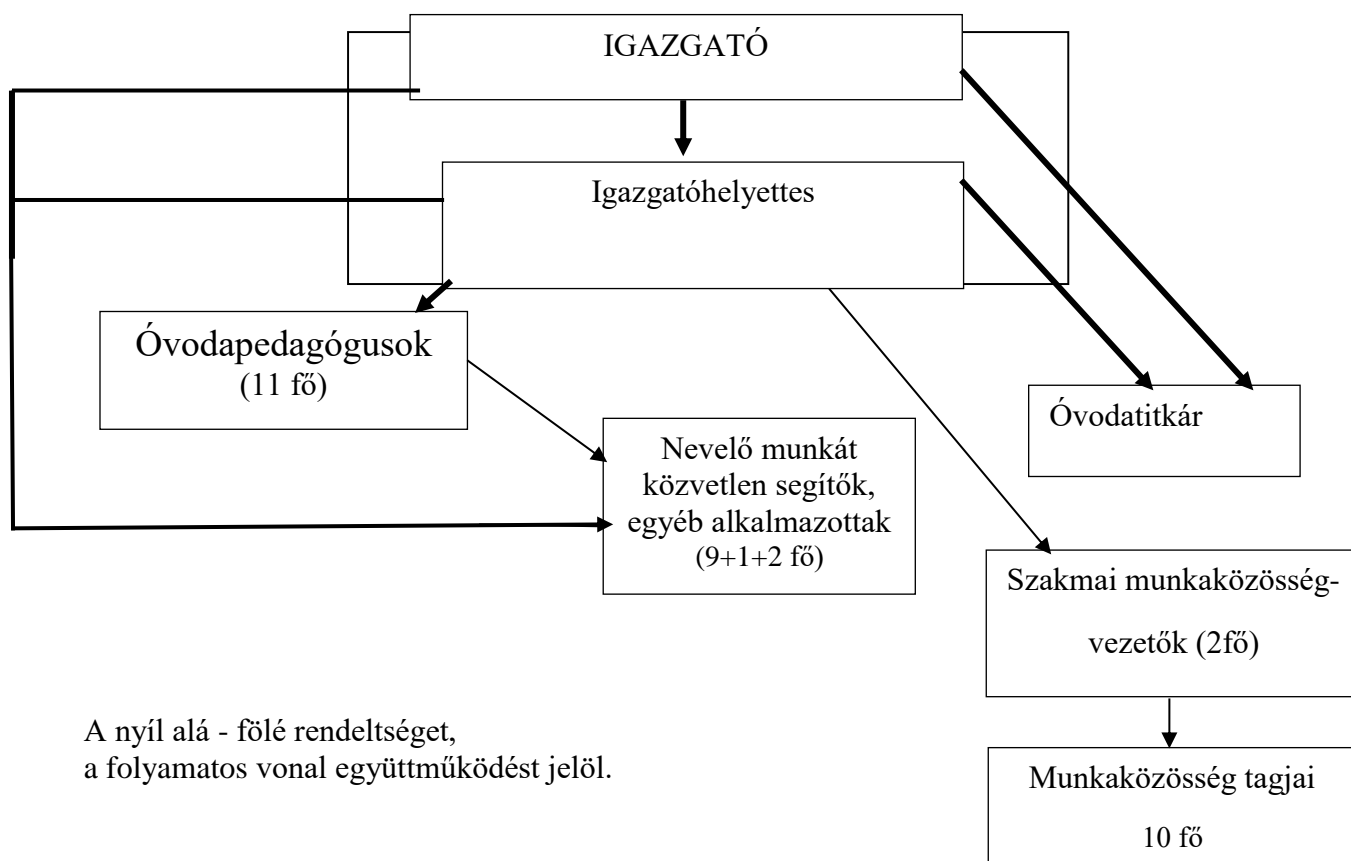 IGAZGATÓ
Igazgatóhelyettes
Óvodapedagógusok
(11 fő)
Óvodatitkár
Nevelő munkát
közvetlen segítők,
egyéb alkalmazottak
(9+1+2 fő)
Szakmai munkaközösség-
vezetők (2fő)
A nyíl alá - fölé rendeltséget,
a folyamatos vonal együttműködést jelöl.
Munkaközösség tagjai
10 fő